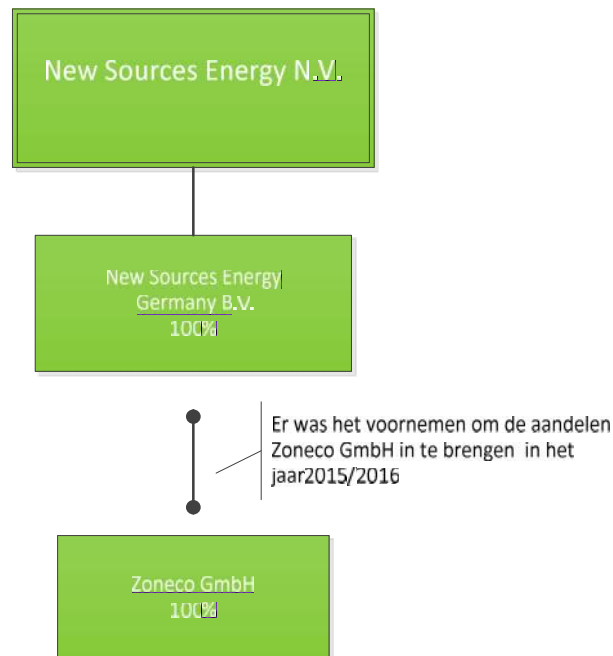 New Sources Energy N.V.
New Sources Energy
Germany B.V.
100%
Er was het voornemen om de aandelen
Zoneco GmbH in te brengen in het
jaar2015/2016
Zoneco GmbH
100%